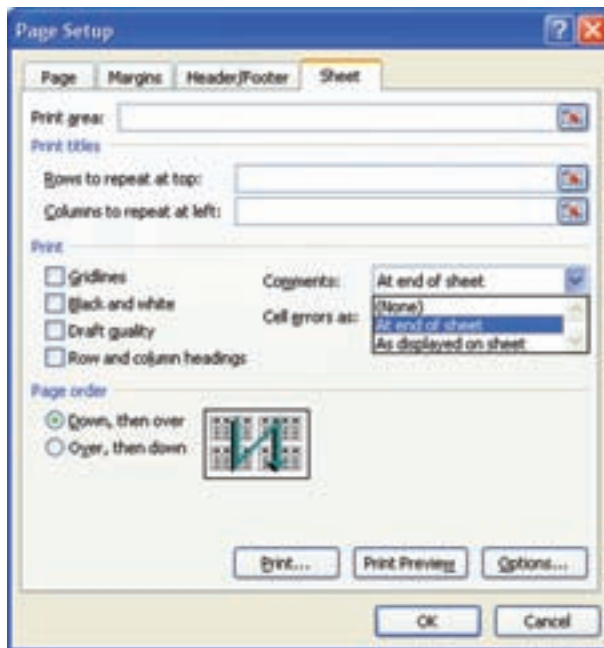 Page Setup
Page Margins Header/Footer Sheet
Print area:
Print titles
Rows to repeat at top:
Columns to repeat at left:
Print
Gridlines
Black and white
Draft quality
Row and column headings
Comments: At end of sheet
Cell errors as: (None)
At end of sheet
As displayed on sheet
Page order
Down, then over
Over, then down
Print... Print Preview Options...
OK Cancel